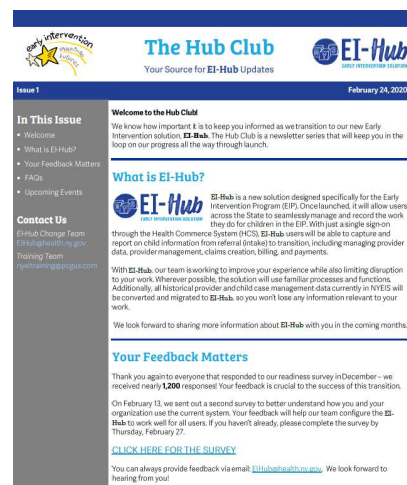 early intervention
The Hub Club
Your Source for EI-Hub Updates
EI-Hub
EARLY INTERVENTION SOLUTION
Issue 1
February 24, 2020
In This Issue
• Welcome
• What is EI-Hub?
• Your Feedback Matters
• FAQs
• Upcoming Events
Contact Us
EI-Hub Change Team
EIHub@health.ny.gov
Training Team
nyeitraining@pcgus.com
Welcome to the Hub Club!
We know how important it is to keep you informed as we transition to our new Early
Intervention solution, EI-Hub. The Hub Club is a newsletter series that will keep you in the
loop on our progress all the way through launch.
What is EI-Hub?
EI-Hub
EARLY INTERVENTION SOLUTION
EI-Hub is a new solution designed specifically for the Early
Intervention Program (EIP). Once launched, it will allow users
across the State to seamlessly manage and record the work
they do for children in the EIP. With just a single sign-on
through the Health Commerce System (HCS), EI-Hub users will be able to capture and
report on child information from referral (intake) to transition, including managing provider
data, provider management, claims creation, billing, and payments.
With EI-Hub, our team is working to improve your experience while also limiting disruption
to your work. Wherever possible, the solution will use familiar processes and functions.
Additionally, all historical provider and child case management data currently in NYEIS will
be converted and migrated to EI-Hub, so you won't lose any information relevant to your
work.
We look forward to sharing more information about EI-Hub with you in the coming months.
Your Feedback Matters
Thank you again to everyone that responded to our readiness survey in December – we
received nearly 1,200 responses! Your feedback is crucial to the success of this transition.
On February 13, we sent out a second survey to better understand how you and your
organization use the current system. Your feedback will help our team configure the EI-
Hub to work well for all users. If you haven't already, please complete the survey by
Thursday, February 27.
CLICK HERE FOR THE SURVEY
You can always provide feedback via email: EIHub@health.ny.gov. We look forward to
hearing from you!